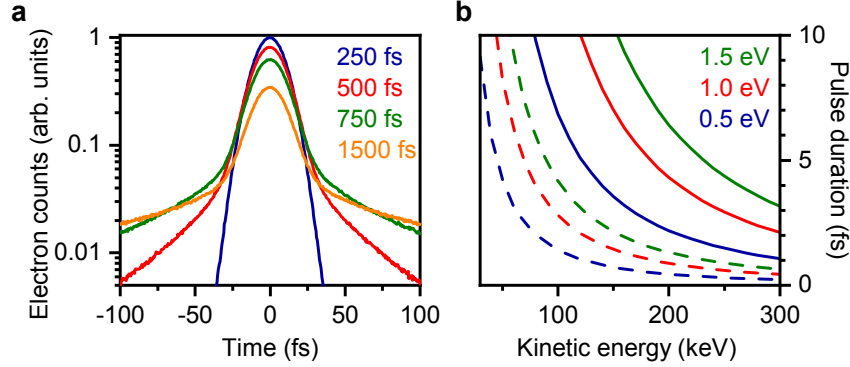 a
b
1
0.1
0.01
Electron counts (arb. units)
250 fs
500 fs
750 fs
1500 fs
-100
-50
0
50
100
Time (fs)
1.5 eV
1.0 eV
0.5 eV
10
5
0
Pulse duration (fs)
100
200
300
Kinetic energy (keV)